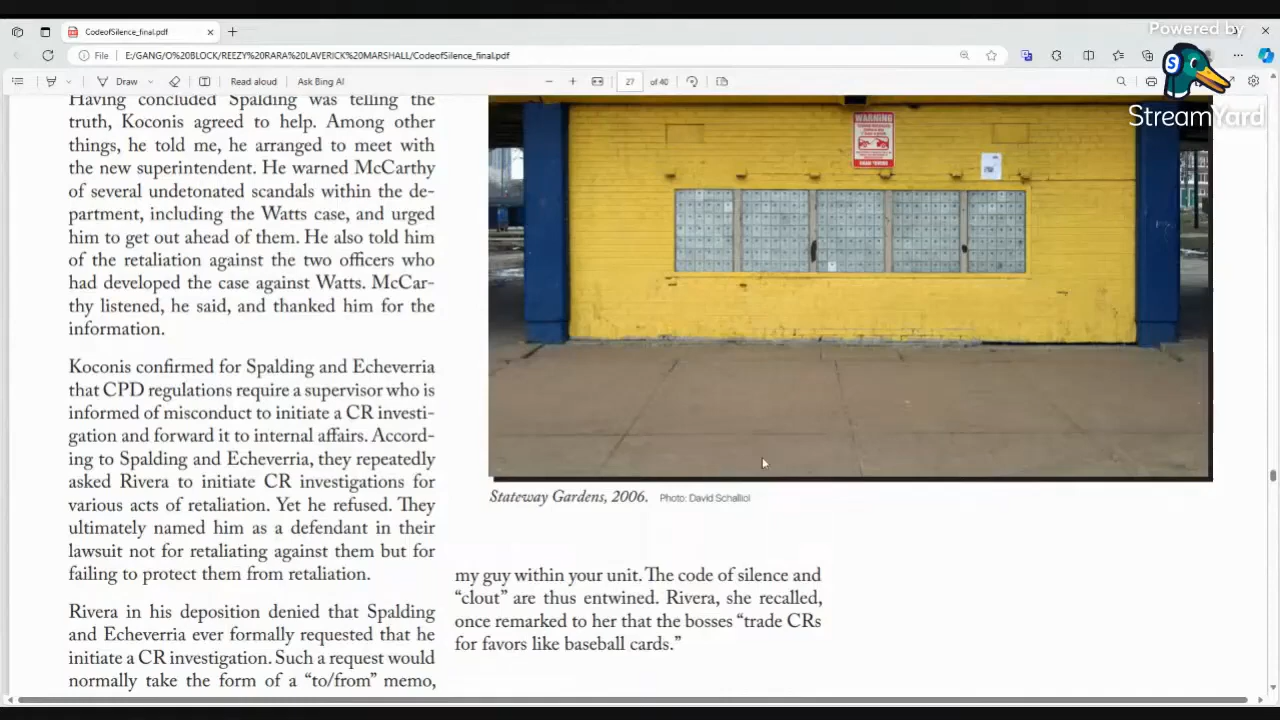 Powered by
StreamYard
CodeofSilence_final.pdf
File
E:/GANG/O%20BLOCK/REEZY%20RARA%20LAVERICK%20MARSHALL/CodeofSilence_final.pdf
Draw
Read aloud
Ask Bing AI
27
of 40
Having concluded Spalding was telling the
truth, Koconis agreed to help. Among other
things, he told me, he arranged to meet with
the new superintendent. He warned McCarthy
of several undetonated scandals within the de-
partment, including the Watts case, and urged
him to get out ahead of them. He also told him
of the retaliation against the two officers who
had developed the case against Watts. McCar-
thy listened, he said, and thanked him for the
information.
Koconis confirmed for Spalding and Echeverria
that CPD regulations require a supervisor who is
informed of misconduct to initiate a CR investi-
gation and forward it to internal affairs. Accord-
ing to Spalding and Echeverria, they repeatedly
asked Rivera to initiate CR investigations for
various acts of retaliation. Yet he refused. They
ultimately named him as a defendant in their
lawsuit not for retaliating against them but for
failing to protect them from retaliation.
Rivera in his deposition denied that Spalding
and Echeverria ever formally requested that he
initiate a CR investigation. Such a request would
normally take the form of a “to/from” memo,
WARNING
Stateway Gardens, 2006.
Photo: David Schalliol
my guy within your unit. The code of silence and
“clout” are thus entwined. Rivera, she recalled,
once remarked to her that the bosses “trade CRs
for favors like baseball cards.”